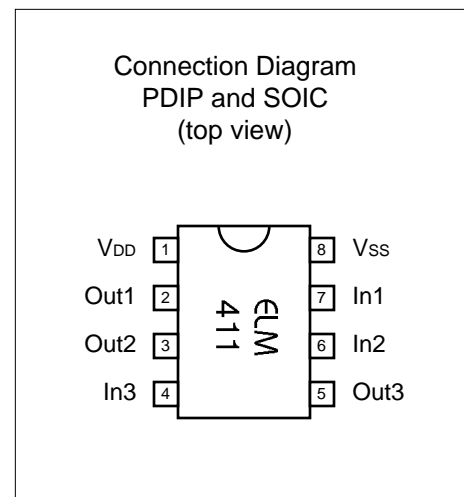 Connection Diagram
PDIP and SOIC
(top view)
VDD 1 8 VSS
Out1 2 7 In1
Out2 3 6 In2
In3 4 5 Out3
ELM
411